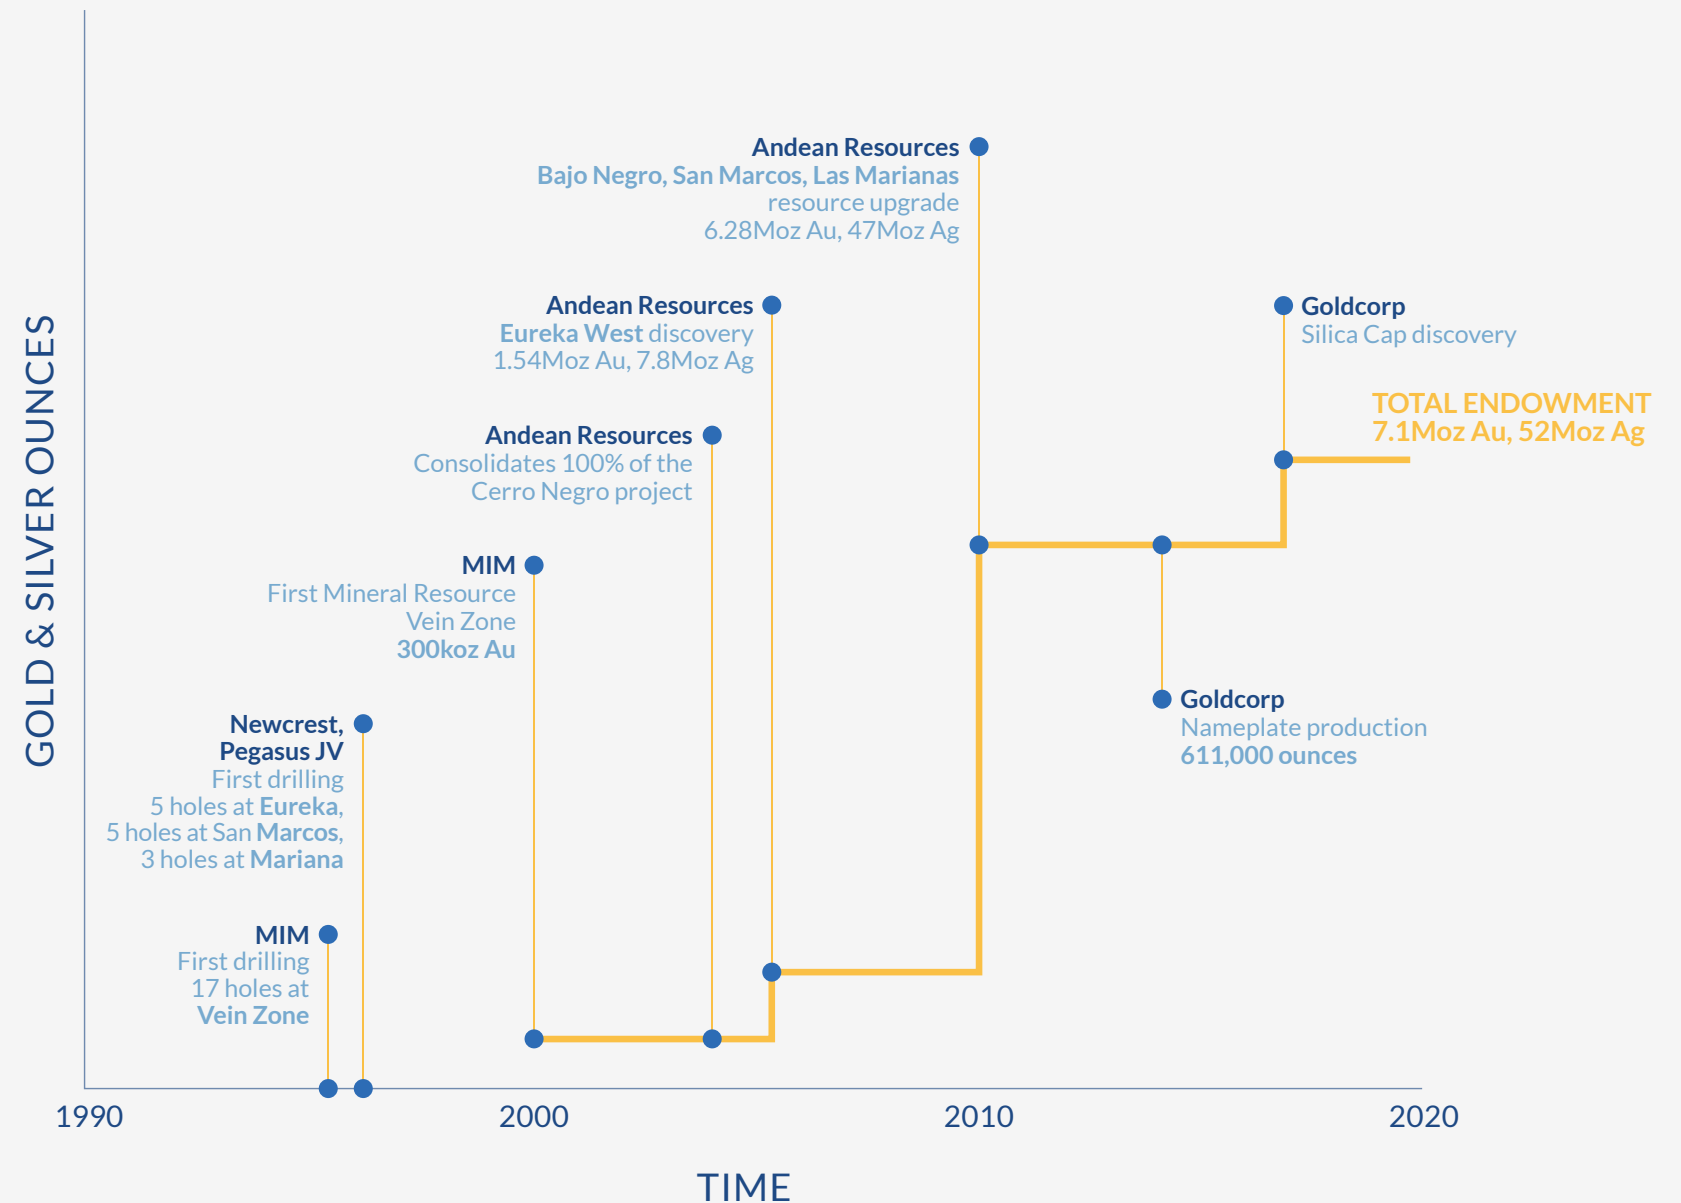 GOLD & SILVER OUNCES
Andean Resources
Bajo Negro, San Marcos, Las Marianas
resource upgrade
6.28Moz Au, 47Moz Ag
Andean Resources
Eureka West discovery
1.54Moz Au, 7.8Moz Ag
Goldcorp
Silica Cap discovery
TOTAL ENDOWMENT
7.1Moz Au, 52Moz Ag
Andean Resources
Consolidates 100% of the
Cerro Negro project
MIM
First Mineral Resource
Vein Zone
300koz Au
Goldcorp
Nameplate production
611,000 ounces
Newcrest,
Pegasus JV
First drilling
5 holes at Eureka,
5 holes at San Marcos,
3 holes at Mariana
MIM
First drilling
17 holes at
Vein Zone
1990
2000
2010
2020
TIME